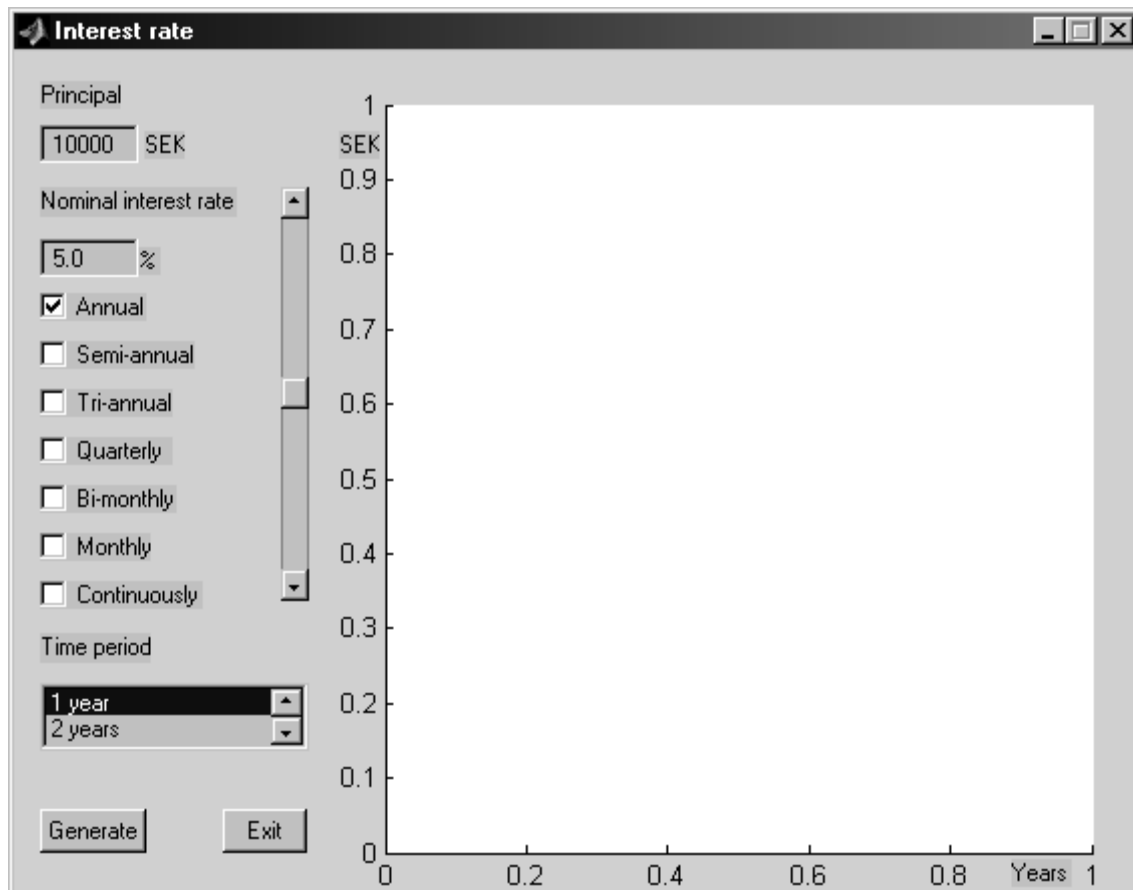 Interest rate
Principal
10000 SEK
Nominal interest rate
5.0 %
Annual
Semi-annual
Tri-annual
Quarterly
Bi-monthly
Monthly
Continuously
Time period
1 year
2 years
Generate Exit
1
SEK
0.9
0.8
0.7
0.6
0.5
0.4
0.3
0.2
0.1
0
0 0.2 0.4 0.6 0.8 Years 1